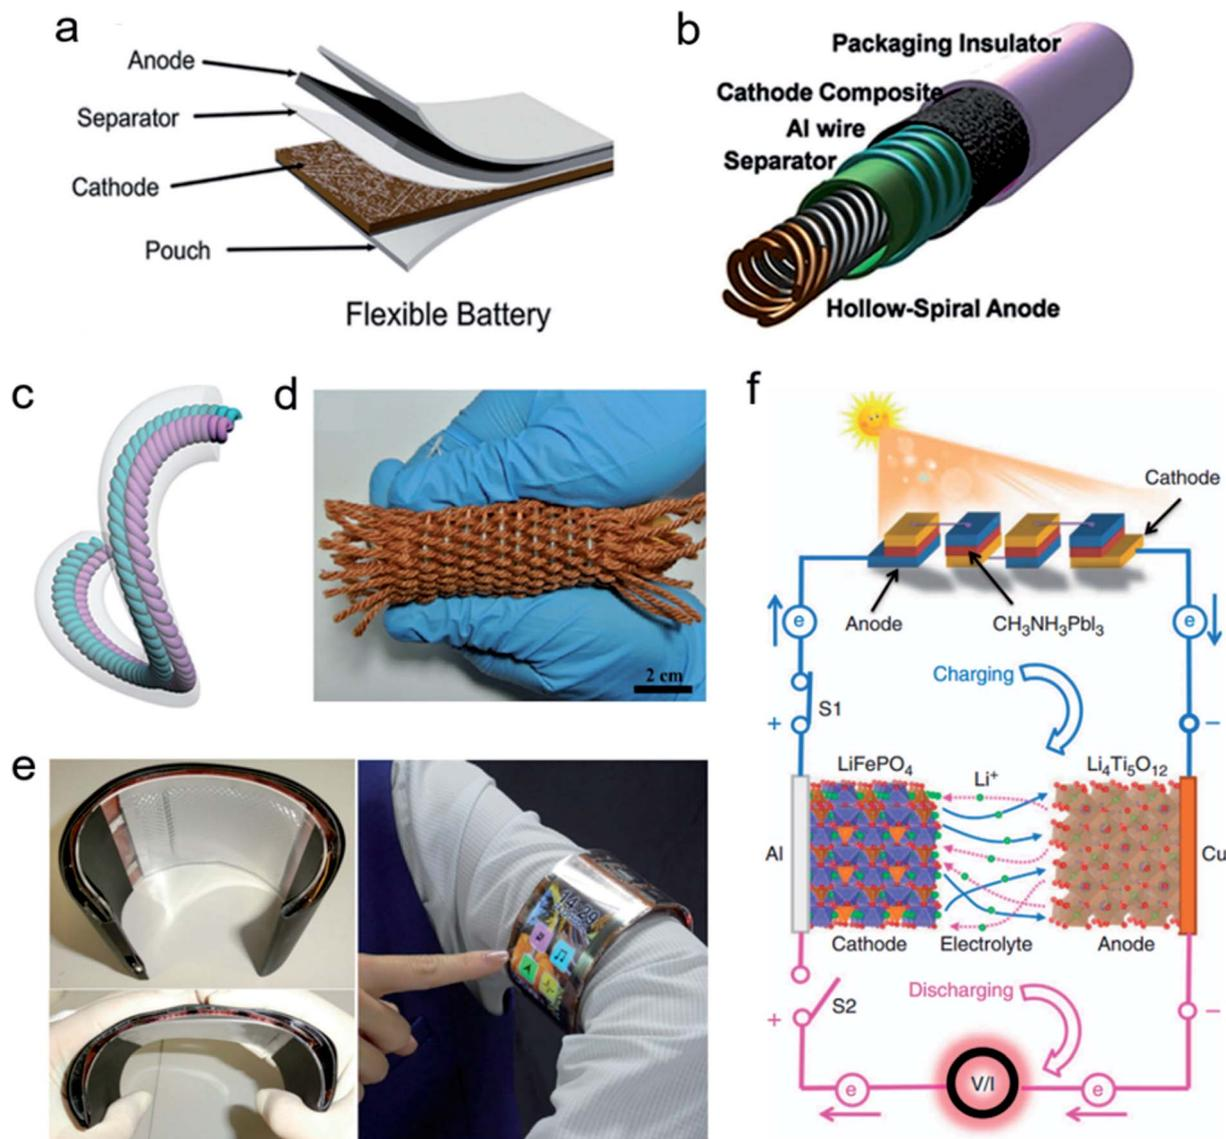 a
Anode
Separator
Cathode
Pouch
Flexible Battery
b
Packaging Insulator
Cathode Composite
Al wire
Separator
Hollow-Spiral Anode
c
d
2 cm
e
f
Cathode
Anode
CH₃NH₃PbI₃
e
e
Charging
S1
+
−
LiFePO₄
Li⁺
Li₄Ti₅O₁₂
Al
Cu
Cathode
Electrolyte
Anode
Discharging
+
S2
−
e
V/I
e